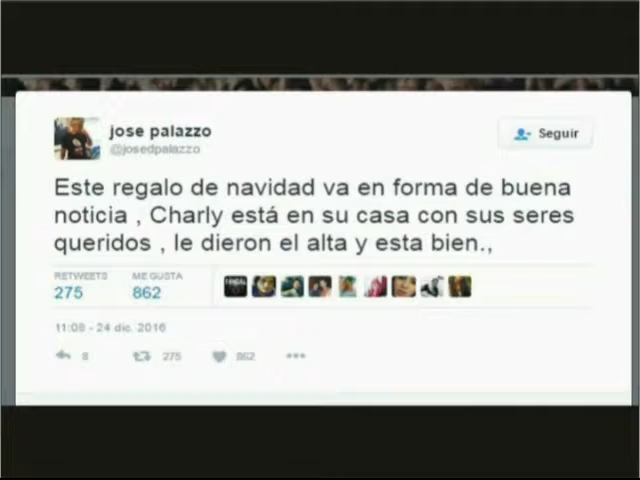 jose palazzo
@josedpalazzo
Seguir
Este regalo de navidad va en forma de buena
noticia , Charly está en su casa con sus seres
queridos , le dieron el alta y esta bien.,
RETWEETS ME GUSTA
275 862
11:08 - 24 dic. 2016
8 275 862